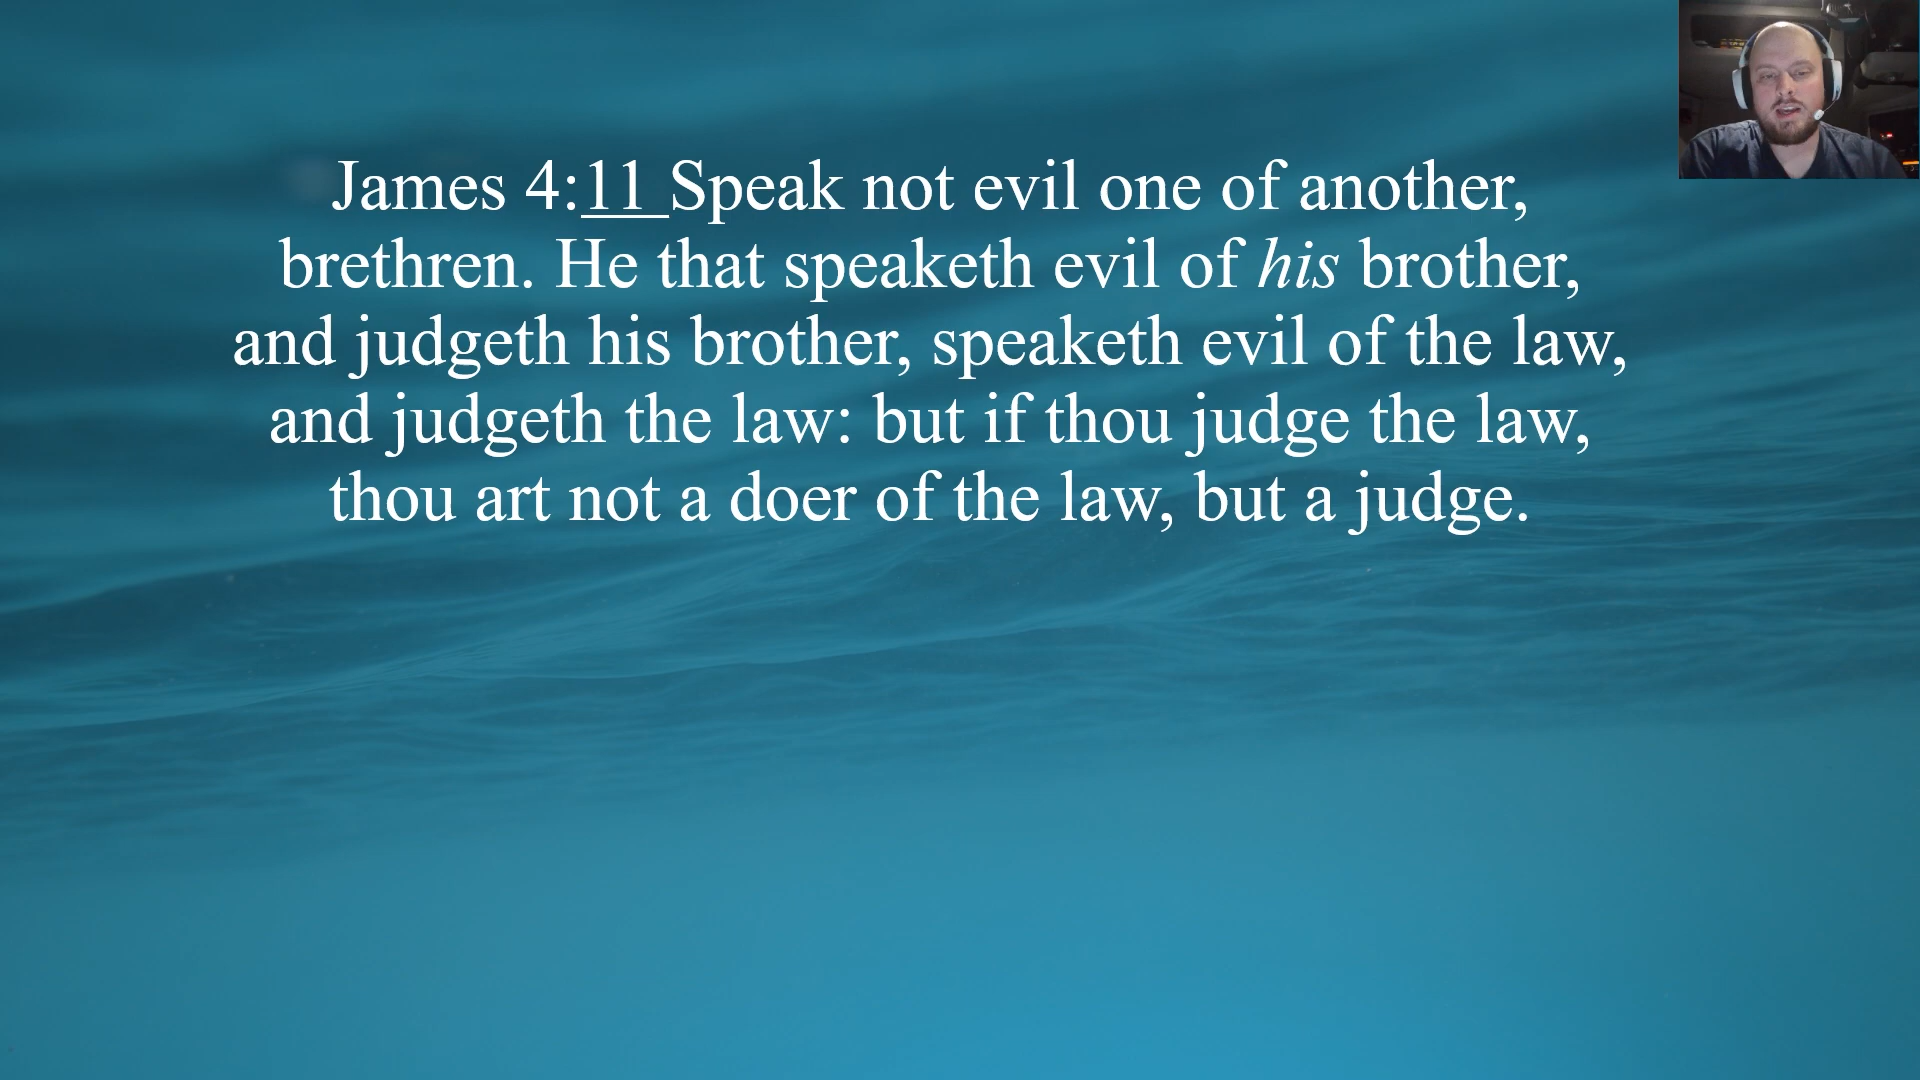 James 4:11 Speak not evil one of another,
brethren. He that speaketh evil of his brother,
and judgeth his brother, speaketh evil of the law,
and judgeth the law: but if thou judge the law,
thou art not a doer of the law, but a judge.